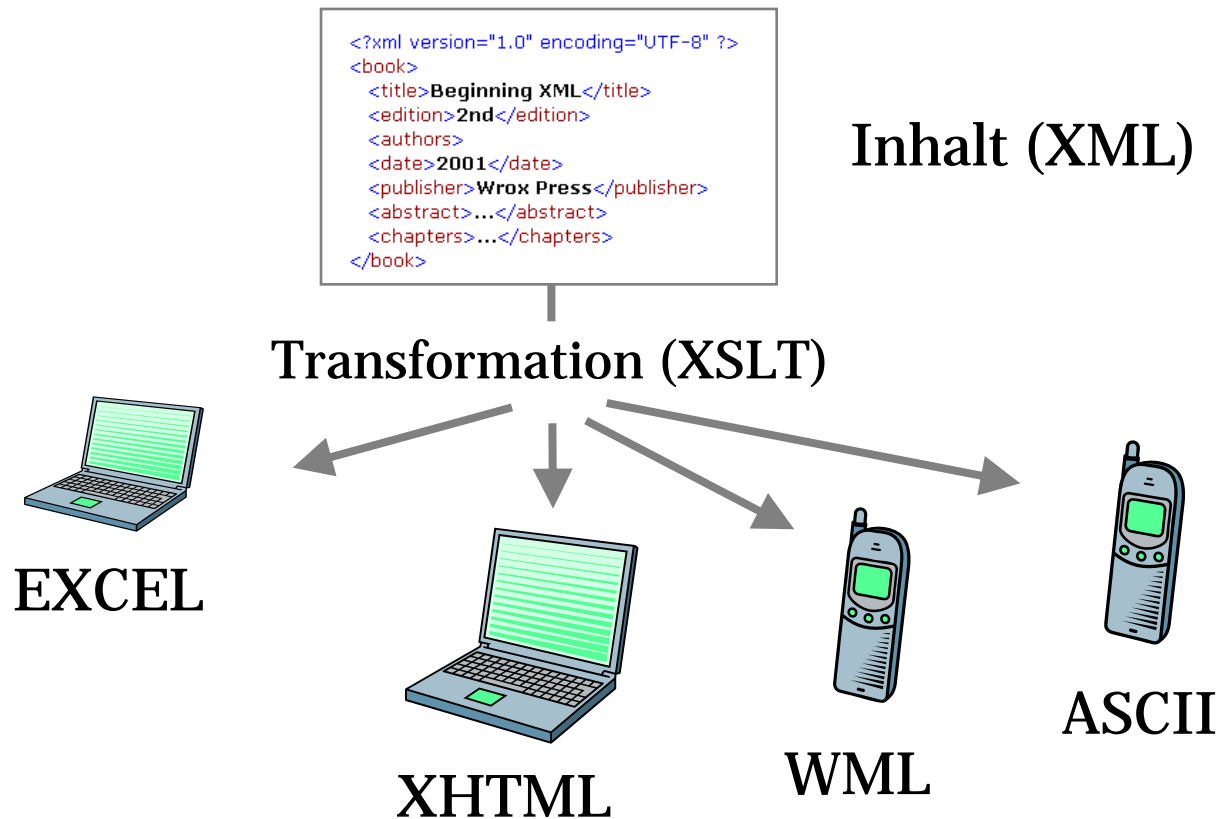 <?xml version="1.0" encoding="UTF-8" ?>
<book>
<title>Beginning XML</title>
<edition>2nd</edition>
<authors>
<date>2001</date>
<publisher>Wrox Press</publisher>
<abstract>...</abstract>
<chapters>...</chapters>
</book>
Inhalt (XML)
Transformation (XSLT)
EXCEL
XHTML
WML
ASCII